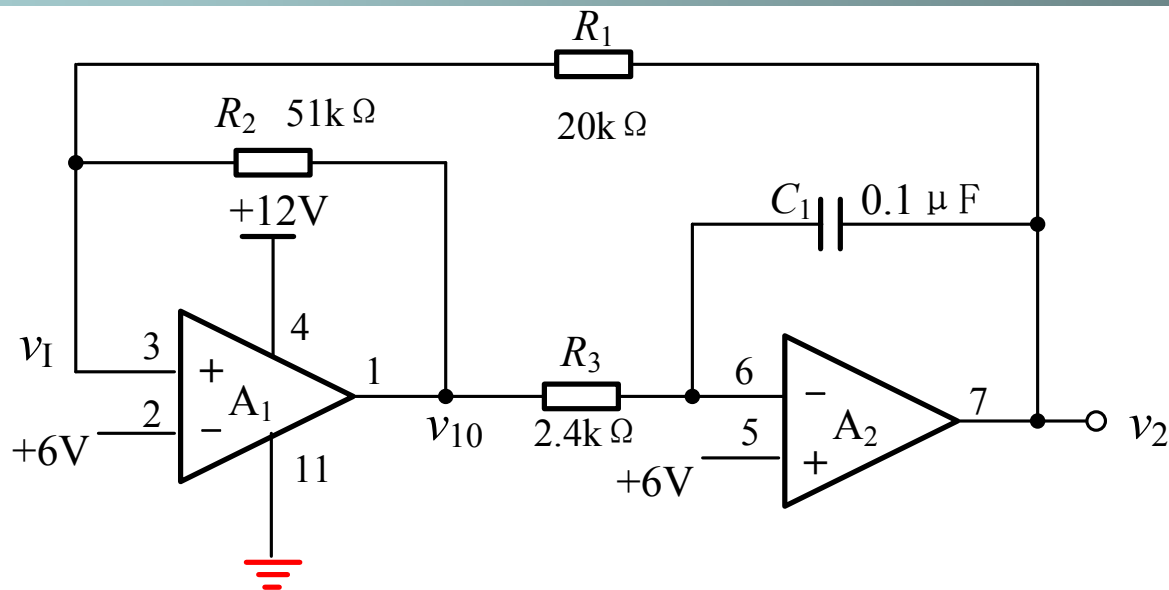 R1
R2 51kΩ
20kΩ
+12V
C1 0.1μF
4
vI
3
+
A1
1
R3
6
−
7
2
−
v10
2.4kΩ
5
A2
v2
+6V
11
+6V
+